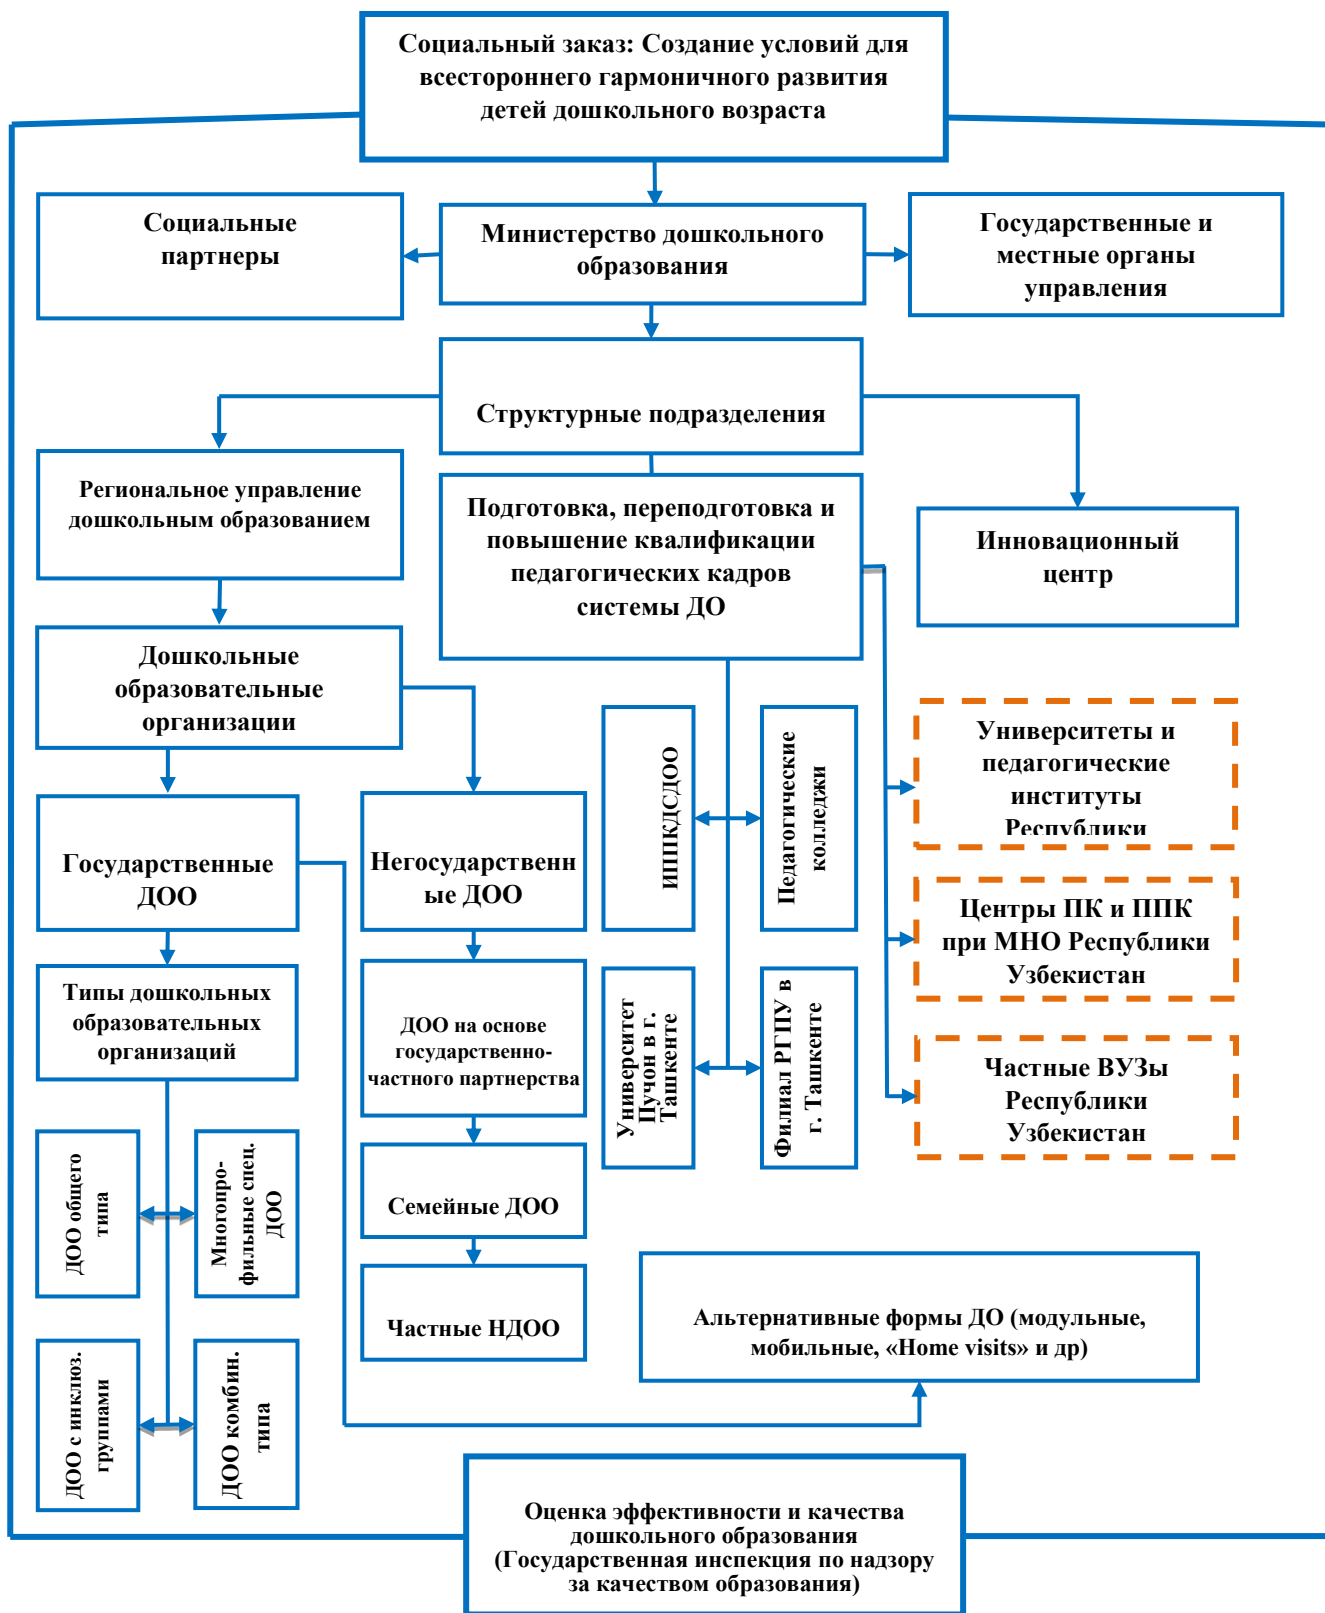 Социальный заказ: Создание условий для
всестороннего гармоничного развития
детей дошкольного возраста
Социальные
партнеры
Министерство дошкольного
образования
Государственные и
местные органы
управления
Структурные подразделения
Региональное управление
дошкольным образованием
Подготовка, переподготовка и
повышение квалификации
педагогических кадров
системы ДО
Инновационный
центр
Дошкольные
образовательные
организации
ИППКДСДОО
Педагогические
колледжи
Университеты и
педагогические
институты
Республики
Государственные
ДОО
Негосударственн
ые ДОО
Центры ПК и ППК
при МНО Республики
Узбекистан
Типы дошкольных
образовательных
организаций
ДОО на основе
государственно-
частного партнерства
Университет
Пучон в г.
Ташкенте
Филиал РГПУ в
г. Ташкенте
Частные ВУЗы
Республики
Узбекистан
ДОО общего
типа
Многопро-
фильные спец.
ДОО
Семейные ДОО
Частные НДОО
Альтернативные формы ДО (модульные,
мобильные, «Home visits» и др)
ДОО с инклюз.
группами
ДОО комбин.
типа
Оценка эффективности и качества
дошкольного образования
(Государственная инспекция по надзору
за качеством образования)